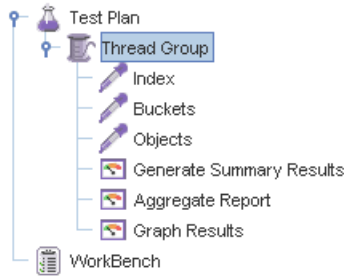 Test Plan
Thread Group
Index
Buckets
Objects
Generate Summary Results
Aggregate Report
Graph Results
WorkBench